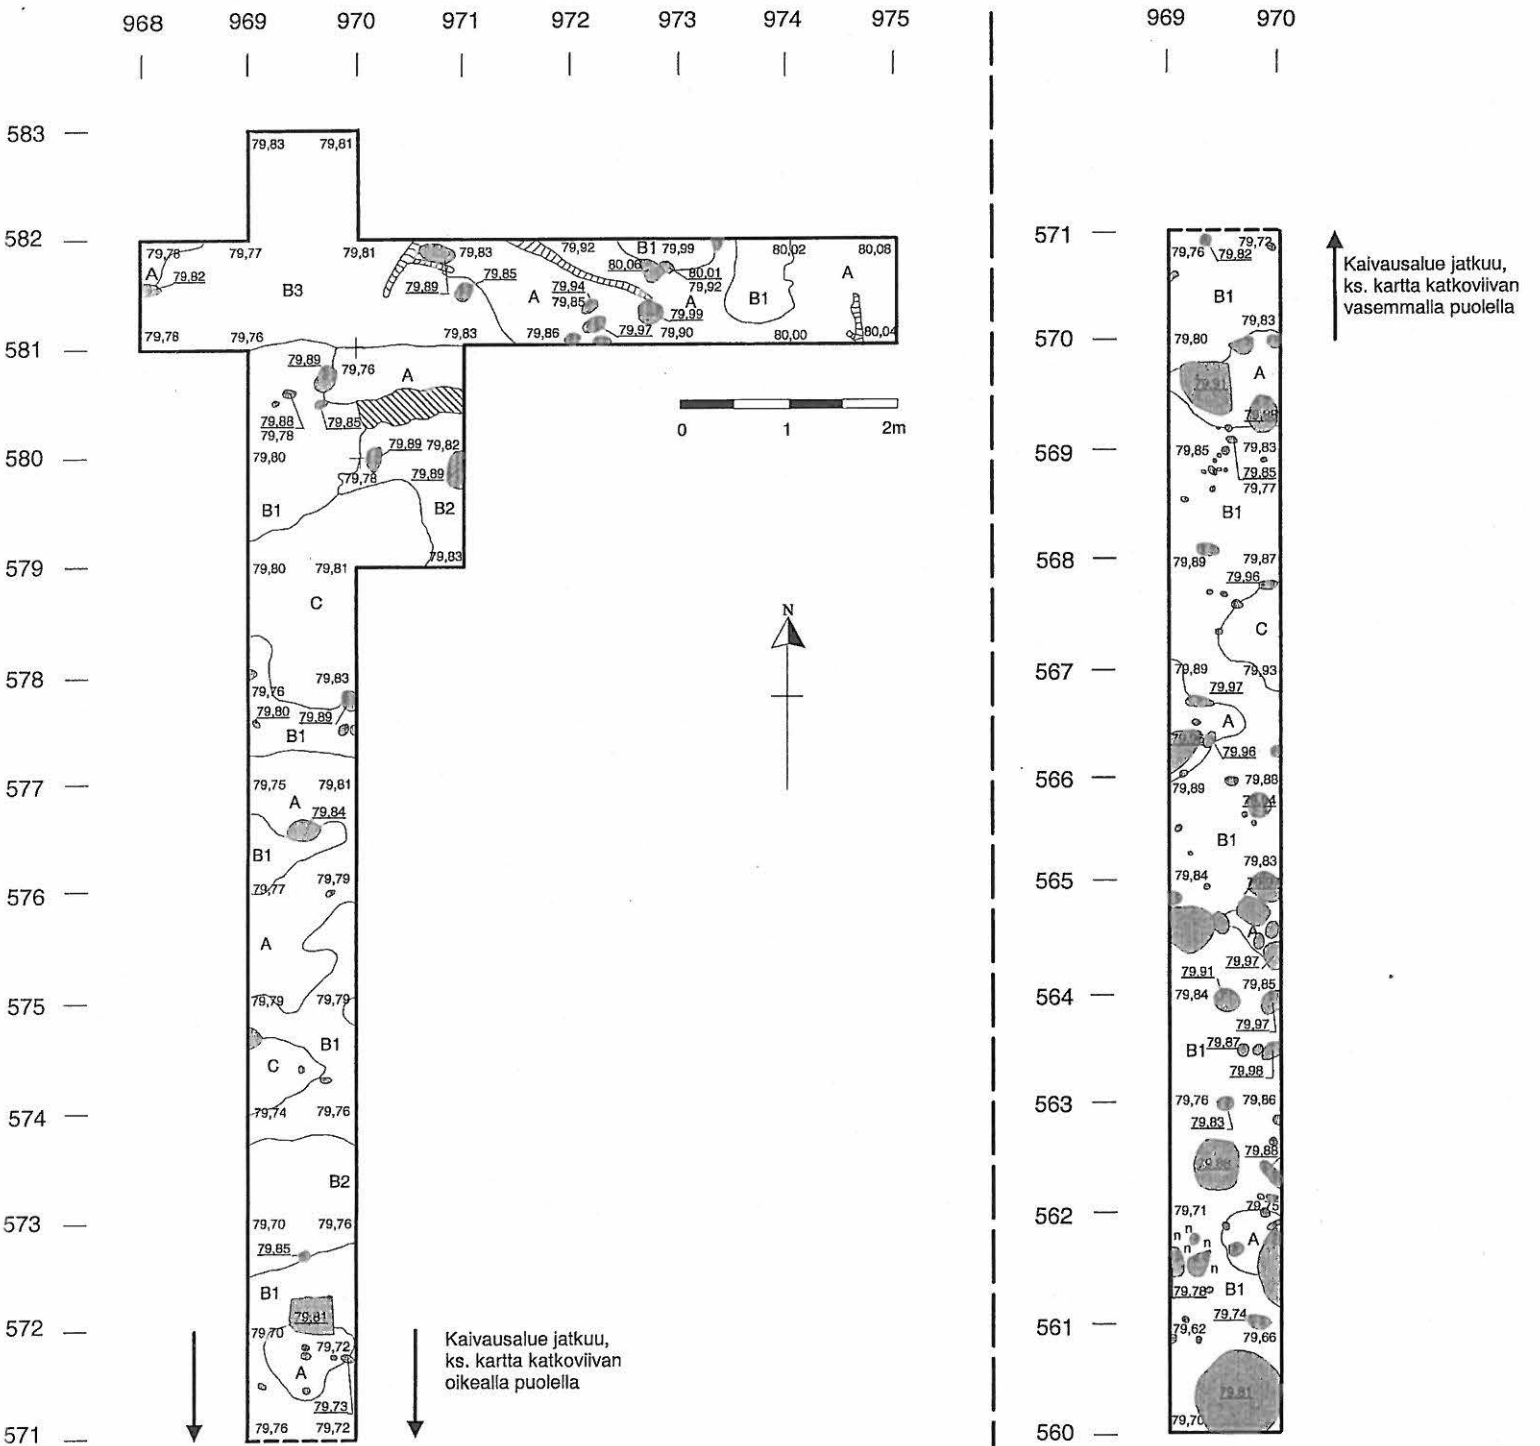 968 969 970 971 972 973 974 975
583
79,83 79,81
582
79,78 79,77 79,81 79,83 79,92 B1 79,99 80,02 80,08
A 79,82 B3 79,89 79,85 A 79,94 79,85 80,06 80,01 79,92 A B1 A
79,99
79,78 79,76 79,83 79,86 79,97 79,90 80,00 80,04
581
79,89 79,76 A
79,88 79,85
79,78
0 1 2m
580
79,80 79,89 79,82
79,89
79,78
B1 B2
79,83
579
79,80 79,81
C
N
578
79,83
79,76
79,80 79,89
B1
577
79,75 79,81
A 79,84
B1
576
79,77 79,79
A
575
79,79 79,79
B1
C
574
79,74 79,76
B2
573
79,70 79,76
79,85
B1
79,81
572
79,70 79,72
A
79,73
571
79,76 79,72
Kaivausalue jatkuu,
ks. kartta katkoviivan
oikealla puolella
969 970
571
79,76 79,72
79,82
B1
Kaivausalue jatkuu,
ks. kartta katkoviivan
vasemmalla puolella
570
79,83
79,80
79,91 A
569
79,85 79,83
79,85
79,77
B1
568
79,89 79,87
79,96
C
567
79,89 79,93
79,97
A
79,96
566
79,89 79,88
B1
79,83
565
79,84
A
79,97
79,91
564
79,84 79,85
79,97
B1 79,87
79,98
563
79,76 79,86
79,83
79,88
79,88
562
79,71 79,75
n n n n
A
79,78 B1
561
79,74
79,62 79,66
79,81
79,70
560